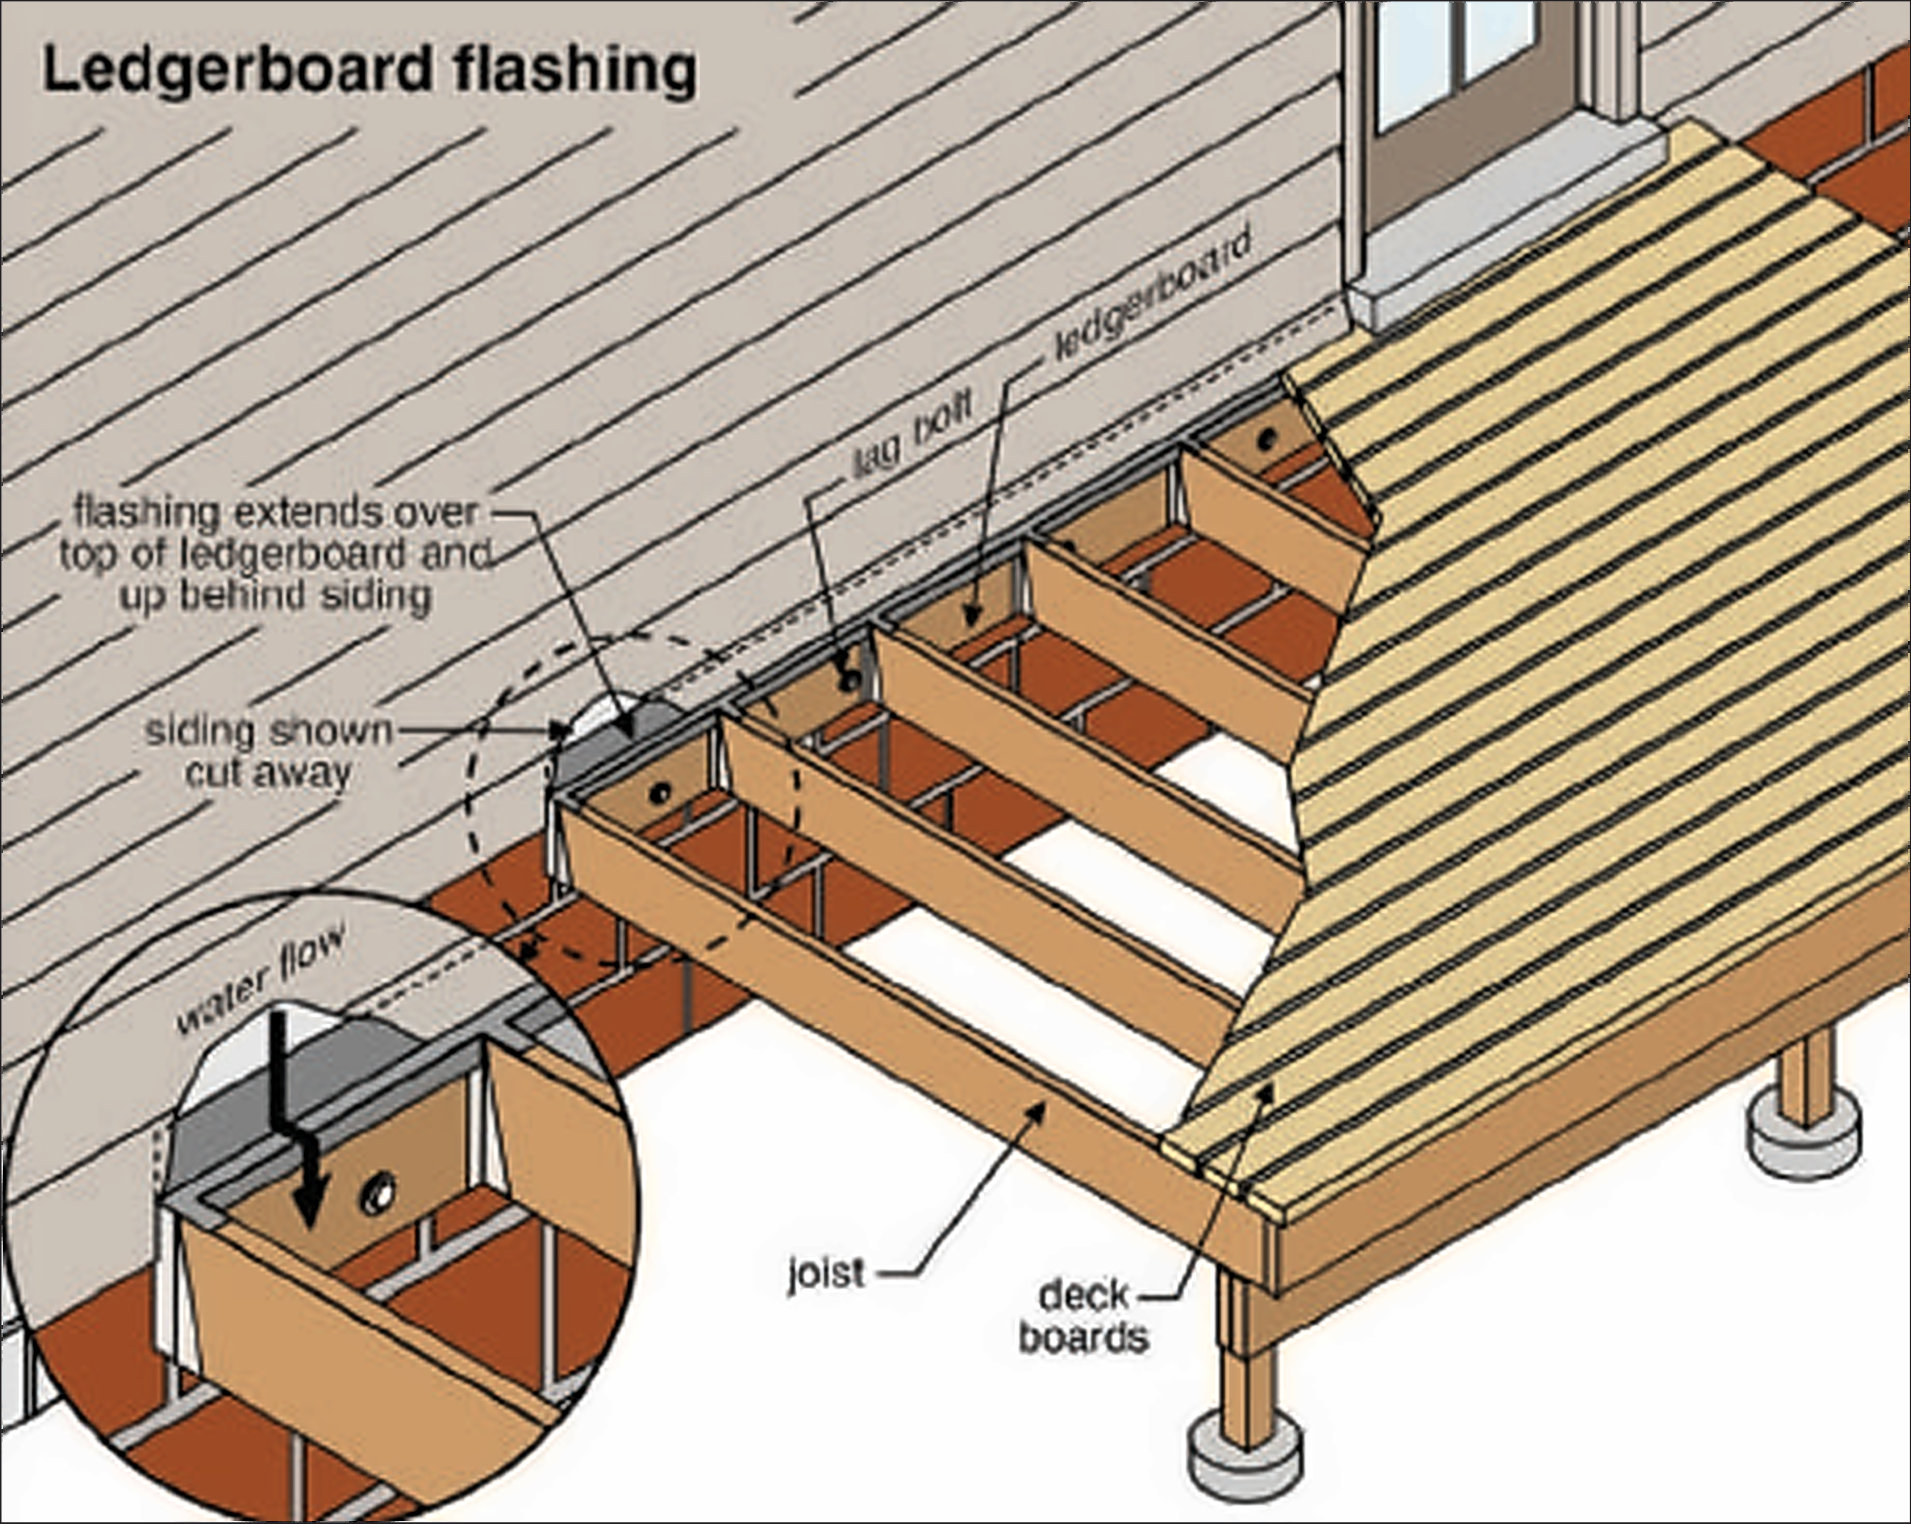 Ledgerboard flashing
ledgerboard
lag bolt
flashing extends over
top of ledgerboard and
up behind siding
siding shown
cut away
water flow
joist
deck
boards